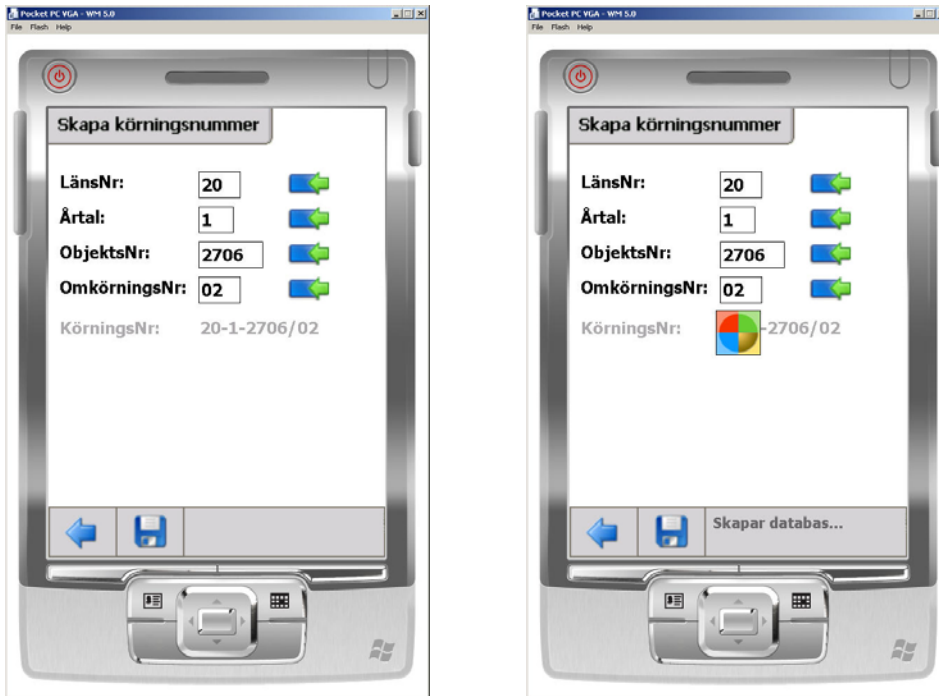 Pocket PC VGA - WM 5.0
File Flash Help
Skapa körningsnummer
LänsNr: 20
Årtal: 1
ObjektsNr: 2706
OmkörningsNr: 02
KörningsNr: 20-1-2706/02
Pocket PC VGA - WM 5.0
File Flash Help
Skapa körningsnummer
LänsNr: 20
Årtal: 1
ObjektsNr: 2706
OmkörningsNr: 02
KörningsNr: -2706/02
Skapar databas...